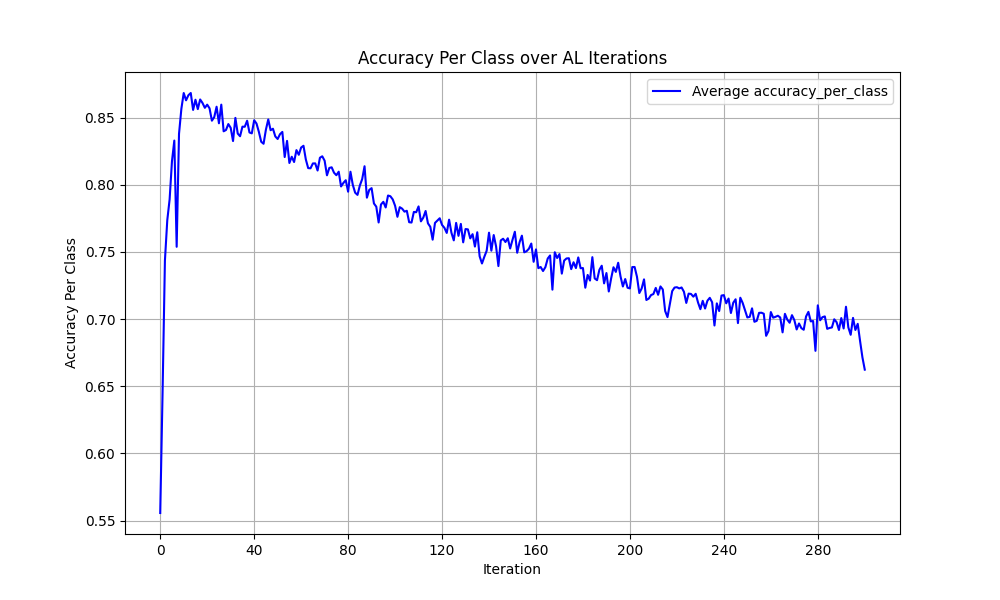 Accuracy Per Class over AL Iterations
Average accuracy_per_class
Accuracy Per Class
0.85
0.80
0.75
0.70
0.65
0.60
0.55
0 40 80 120 160 200 240 280
Iteration